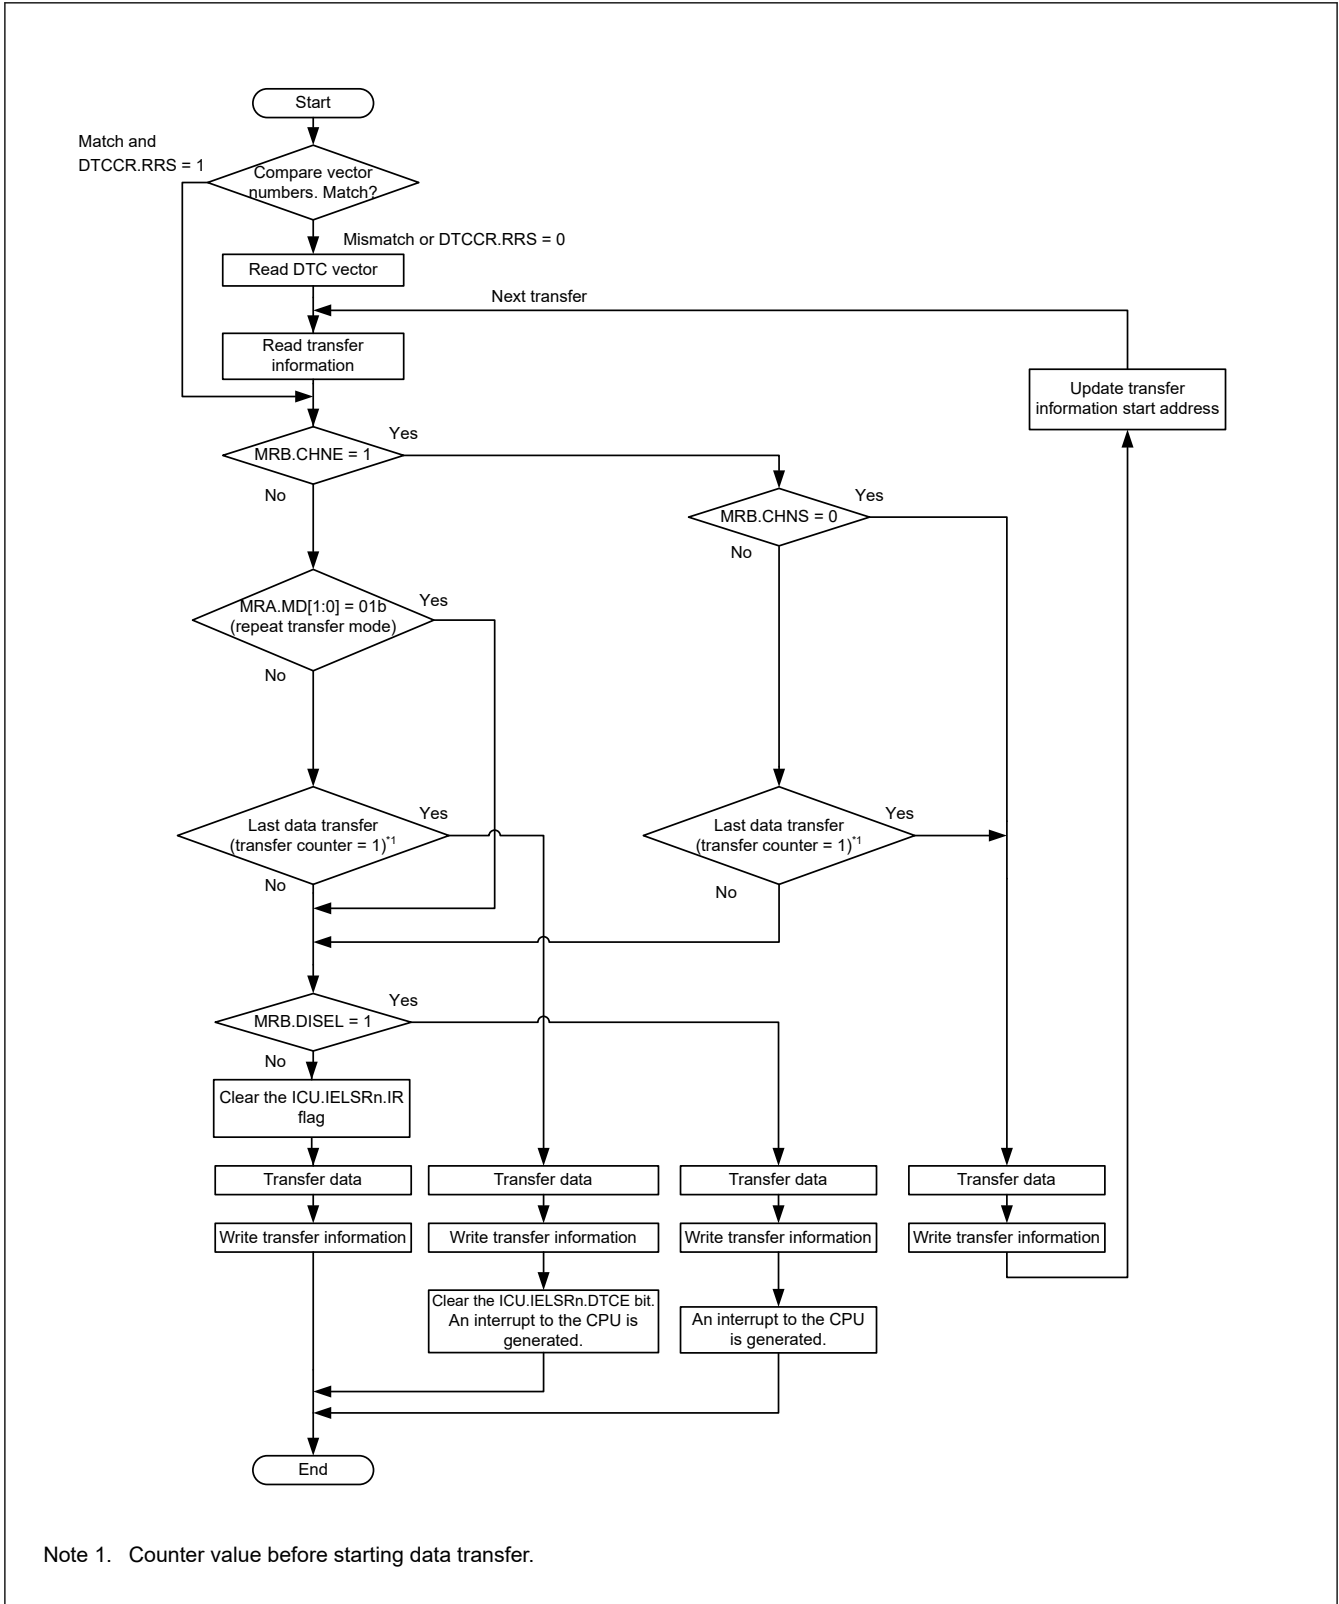 Start
Match and
DTCCR.RRS = 1
Compare vector
numbers. Match?
Mismatch or DTCCR.RRS = 0
Read DTC vector
Next transfer
Read transfer
information
Update transfer
information start address
Yes
MRB.CHNE = 1
No
Yes
MRB.CHNS = 0
No
MRA.MD[1:0] = 01b
(repeat transfer mode)
Yes
No
Last data transfer
(transfer counter = 1)*1
Yes
No
Last data transfer
(transfer counter = 1)*1
Yes
No
Yes
MRB.DISEL = 1
No
Clear the ICU.IELSRn.IR
flag
Transfer data
Transfer data
Transfer data
Transfer data
Write transfer information
Write transfer information
Write transfer information
Write transfer information
Clear the ICU.IELSRn.DTCE bit.
An interrupt to the CPU is
generated.
An interrupt to the CPU
is generated.
End
Note 1. Counter value before starting data transfer.